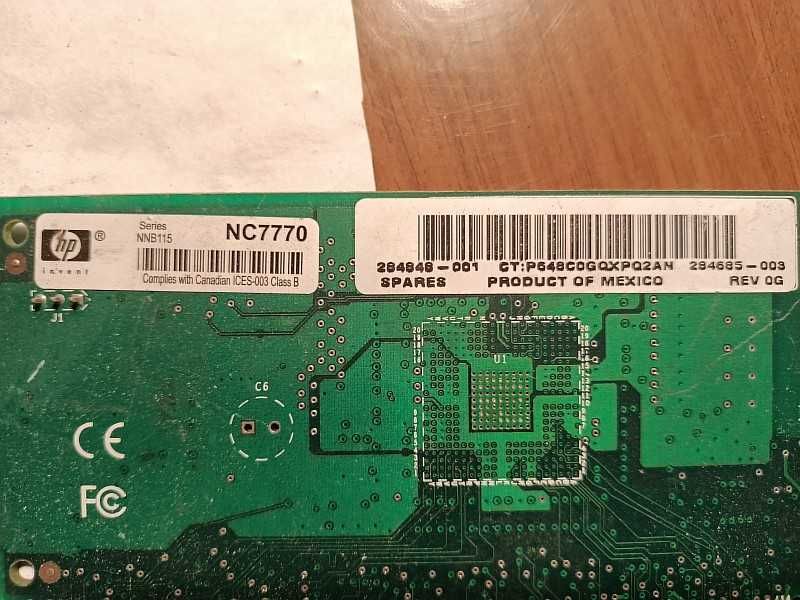 hp ®
invent
Series
NNB115
NC7770
Complies with Canadian ICES-003 Class B
284848-001 CT:P648C0GQXPQ2AN 284685-003
SPARES PRODUCT OF MEXICO REV 0G
J1
U1
C6
CE
FC